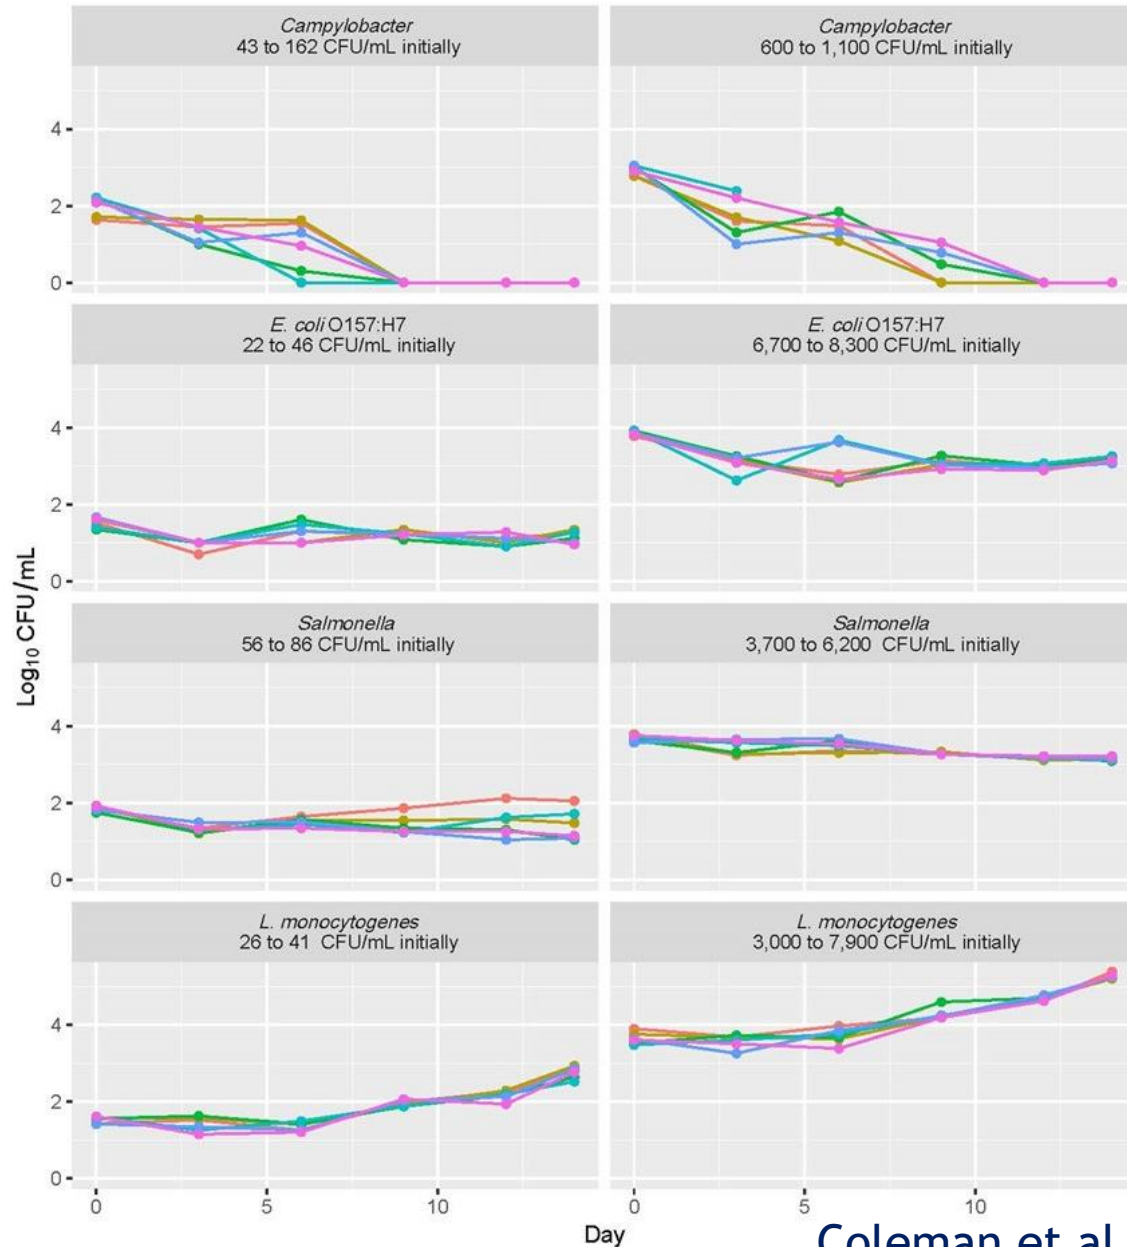 Campylobacter
43 to 162 CFU/mL initially
Campylobacter
600 to 1,100 CFU/mL initially
4
2
0
E. coli O157:H7
22 to 46 CFU/mL initially
E. coli O157:H7
6,700 to 8,300 CFU/mL initially
4
2
0
Log10 CFU/mL
Salmonella
56 to 86 CFU/mL initially
Salmonella
3,700 to 6,200 CFU/mL initially
4
2
0
L. monocytogenes
26 to 41 CFU/mL initially
L. monocytogenes
3,000 to 7,900 CFU/mL initially
4
2
0
0 5 10
0 5 10
Day
Coleman et al